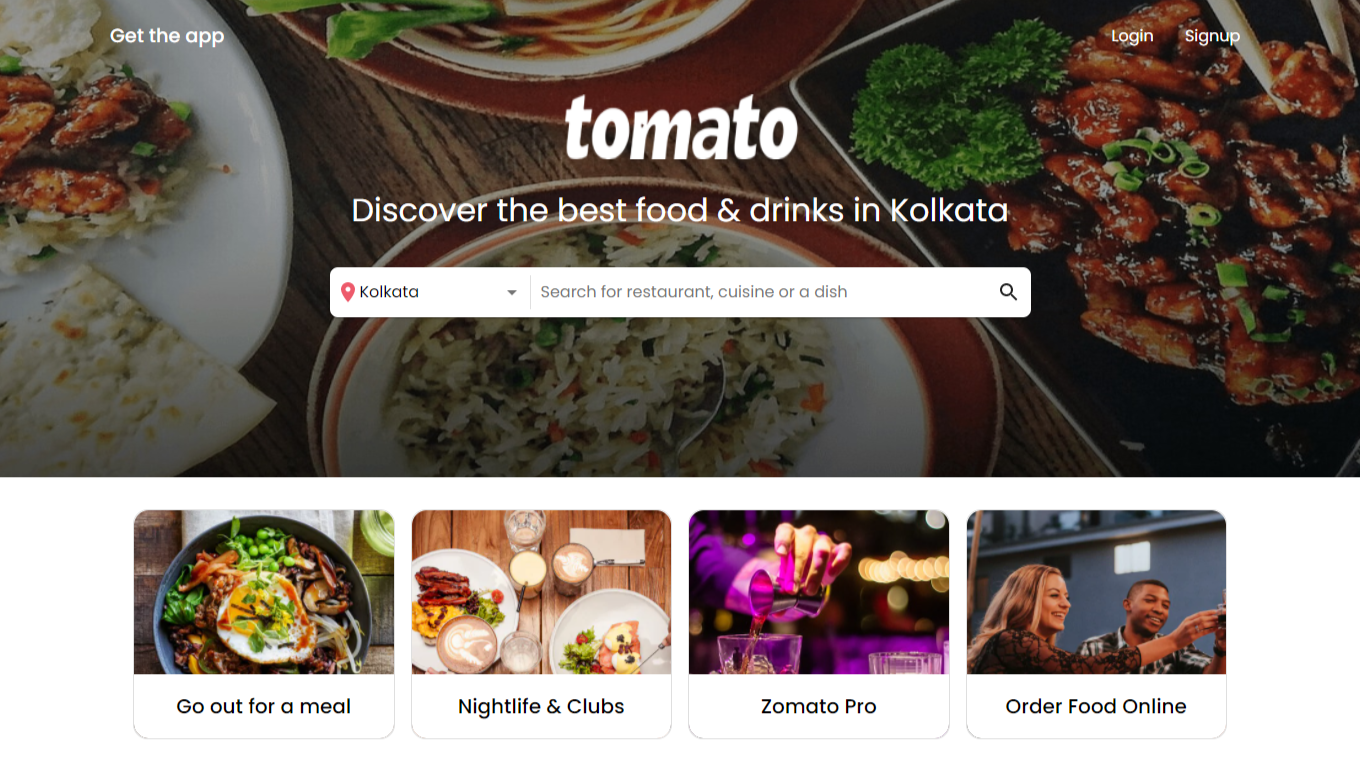 Get the app
Login
Signup
tomato
Discover the best food & drinks in Kolkata
Kolkata
Search for restaurant, cuisine or a dish
Go out for a meal
Nightlife & Clubs
Zomato Pro
Order Food Online